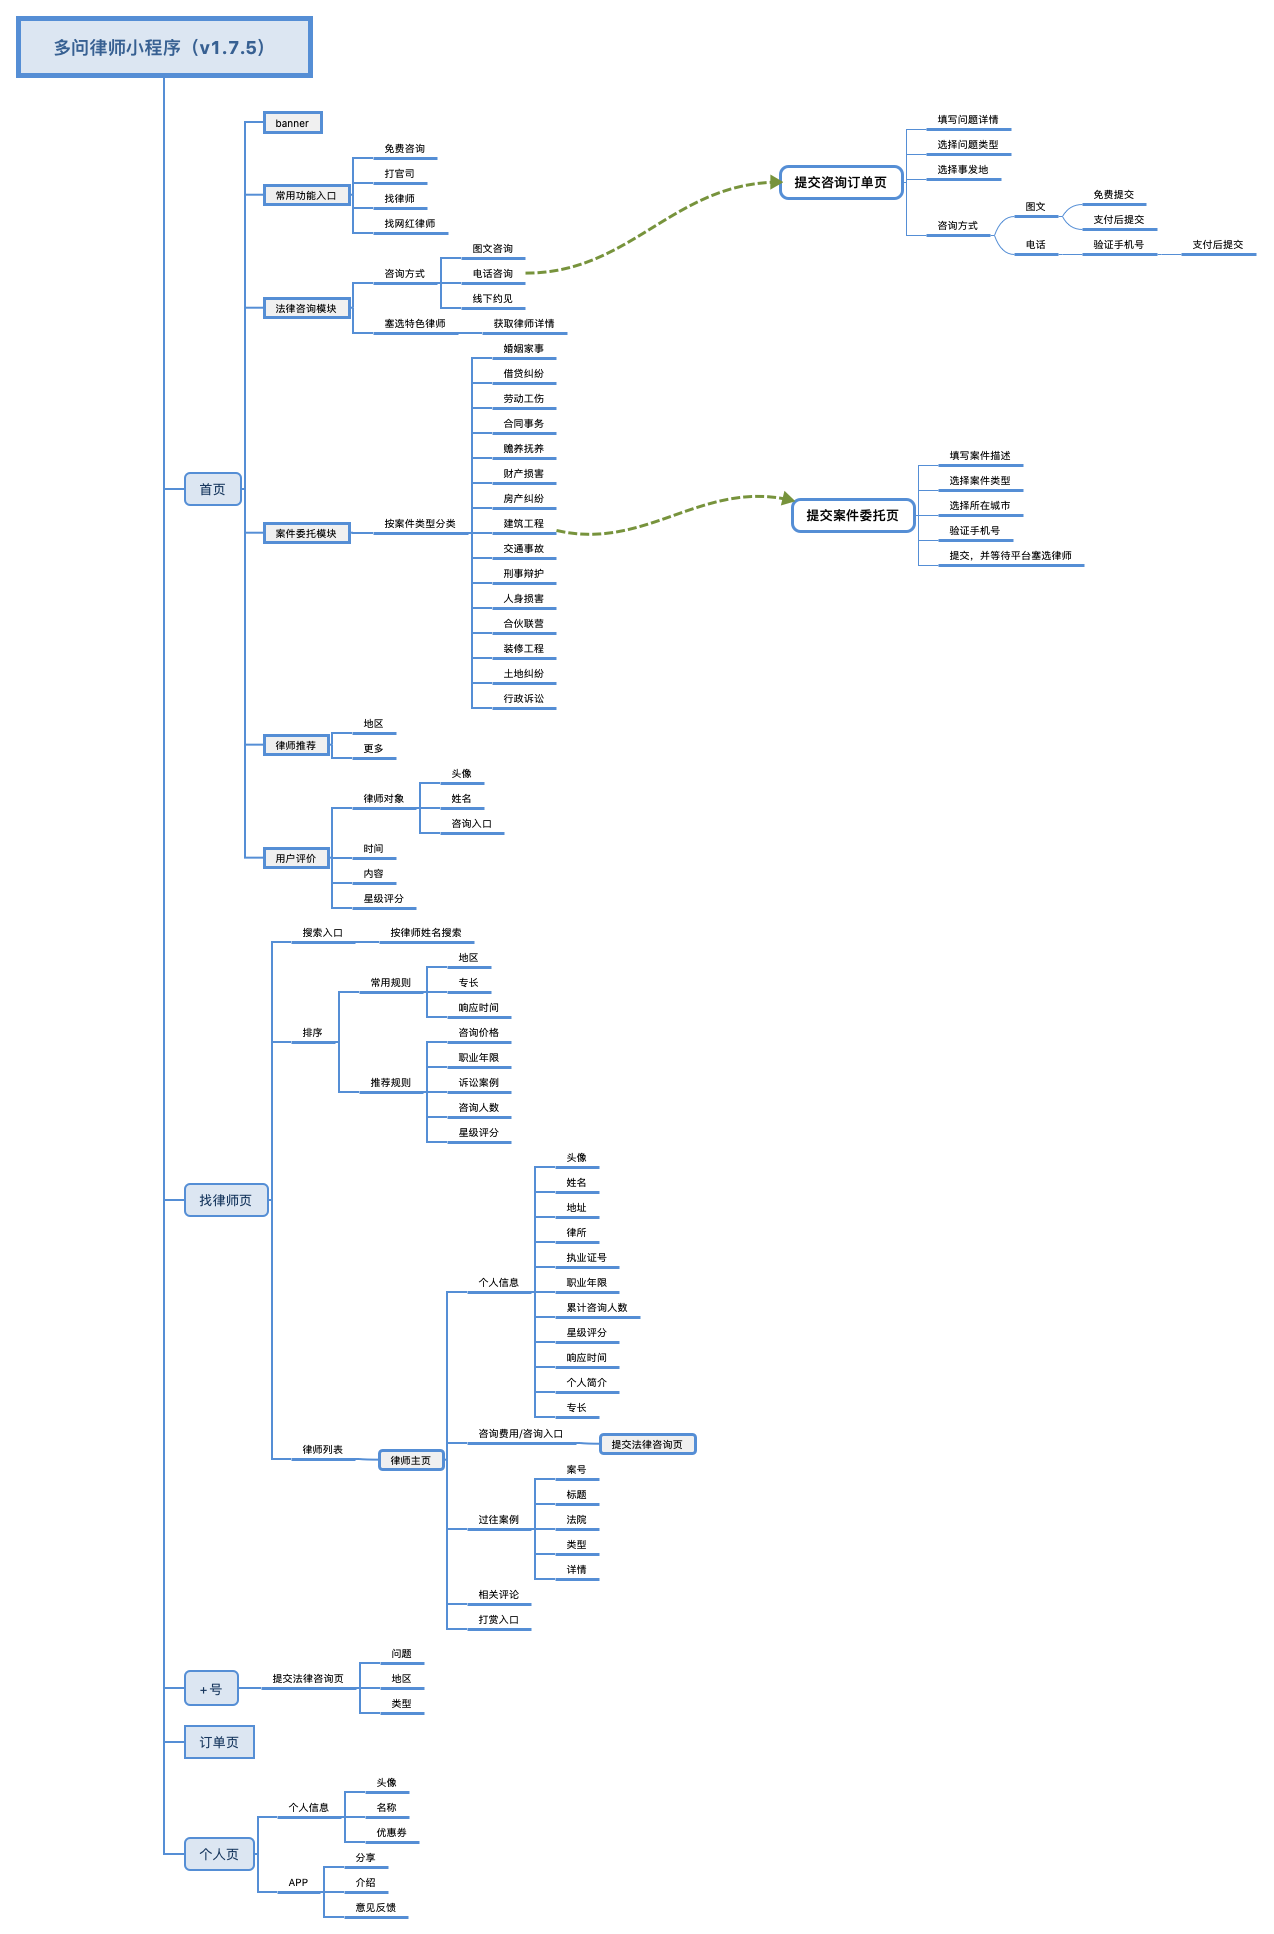 多问律师小程序（v1.7.5）
首页
banner
常用功能入口
免费咨询
打官司
找律师
找网红律师
法律咨询模块
咨询方式
图文咨询
电话咨询
线下约见
塞选特色律师
获取律师详情
案件委托模块
按案件类型分类
婚姻家事
借贷纠纷
劳动工伤
合同事务
赡养抚养
财产损害
房产纠纷
建筑工程
交通事故
刑事辩护
人身损害
合伙联营
装修工程
土地纠纷
行政诉讼
律师推荐
地区
更多
用户评价
律师对象
头像
姓名
咨询入口
时间
内容
星级评分
提交咨询订单页
填写问题详情
选择问题类型
选择事发地
咨询方式
图文
免费提交
支付后提交
电话
验证手机号
支付后提交
提交案件委托页
填写案件描述
选择案件类型
选择所在城市
验证手机号
提交，并等待平台塞选律师
找律师页
搜索入口
按律师姓名搜索
排序
常用规则
地区
专长
响应时间
推荐规则
咨询价格
职业年限
诉讼案例
咨询人数
星级评分
律师列表
律师主页
个人信息
头像
姓名
地址
律所
执业证号
职业年限
累计咨询人数
星级评分
响应时间
个人简介
专长
咨询费用/咨询入口
提交法律咨询页
过往案例
案号
标题
法院
类型
详情
相关评论
打赏入口
+ 号
提交法律咨询页
问题
地区
类型
订单页
个人页
个人信息
头像
名称
优惠券
APP
分享
介绍
意见反馈